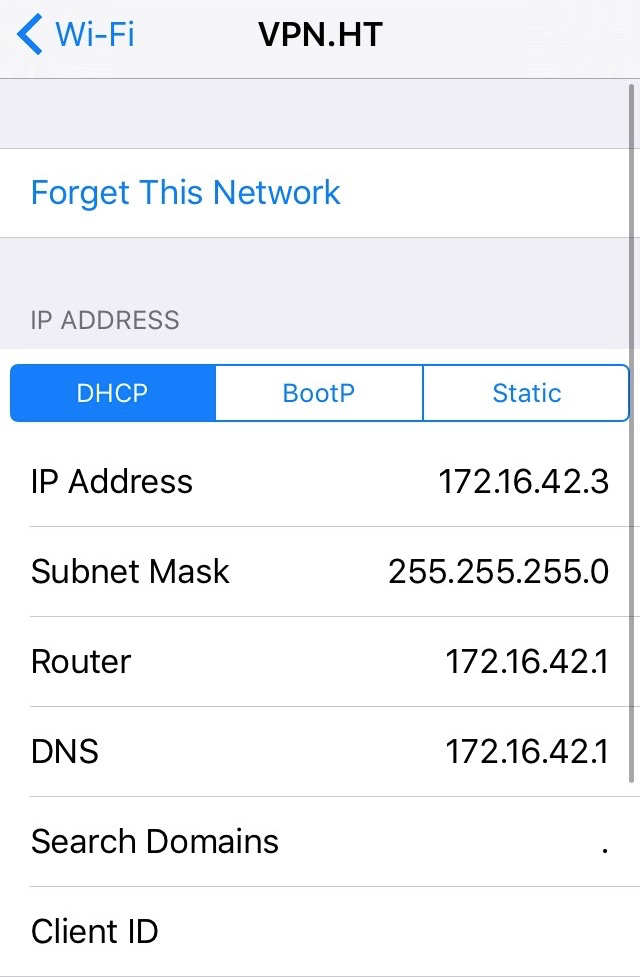 Wi-Fi VPN.HT
Forget This Network
IP ADDRESS
DHCP BootP Static
IP Address 172.16.42.3
Subnet Mask 255.255.255.0
Router 172.16.42.1
DNS 172.16.42.1
Search Domains .
Client ID